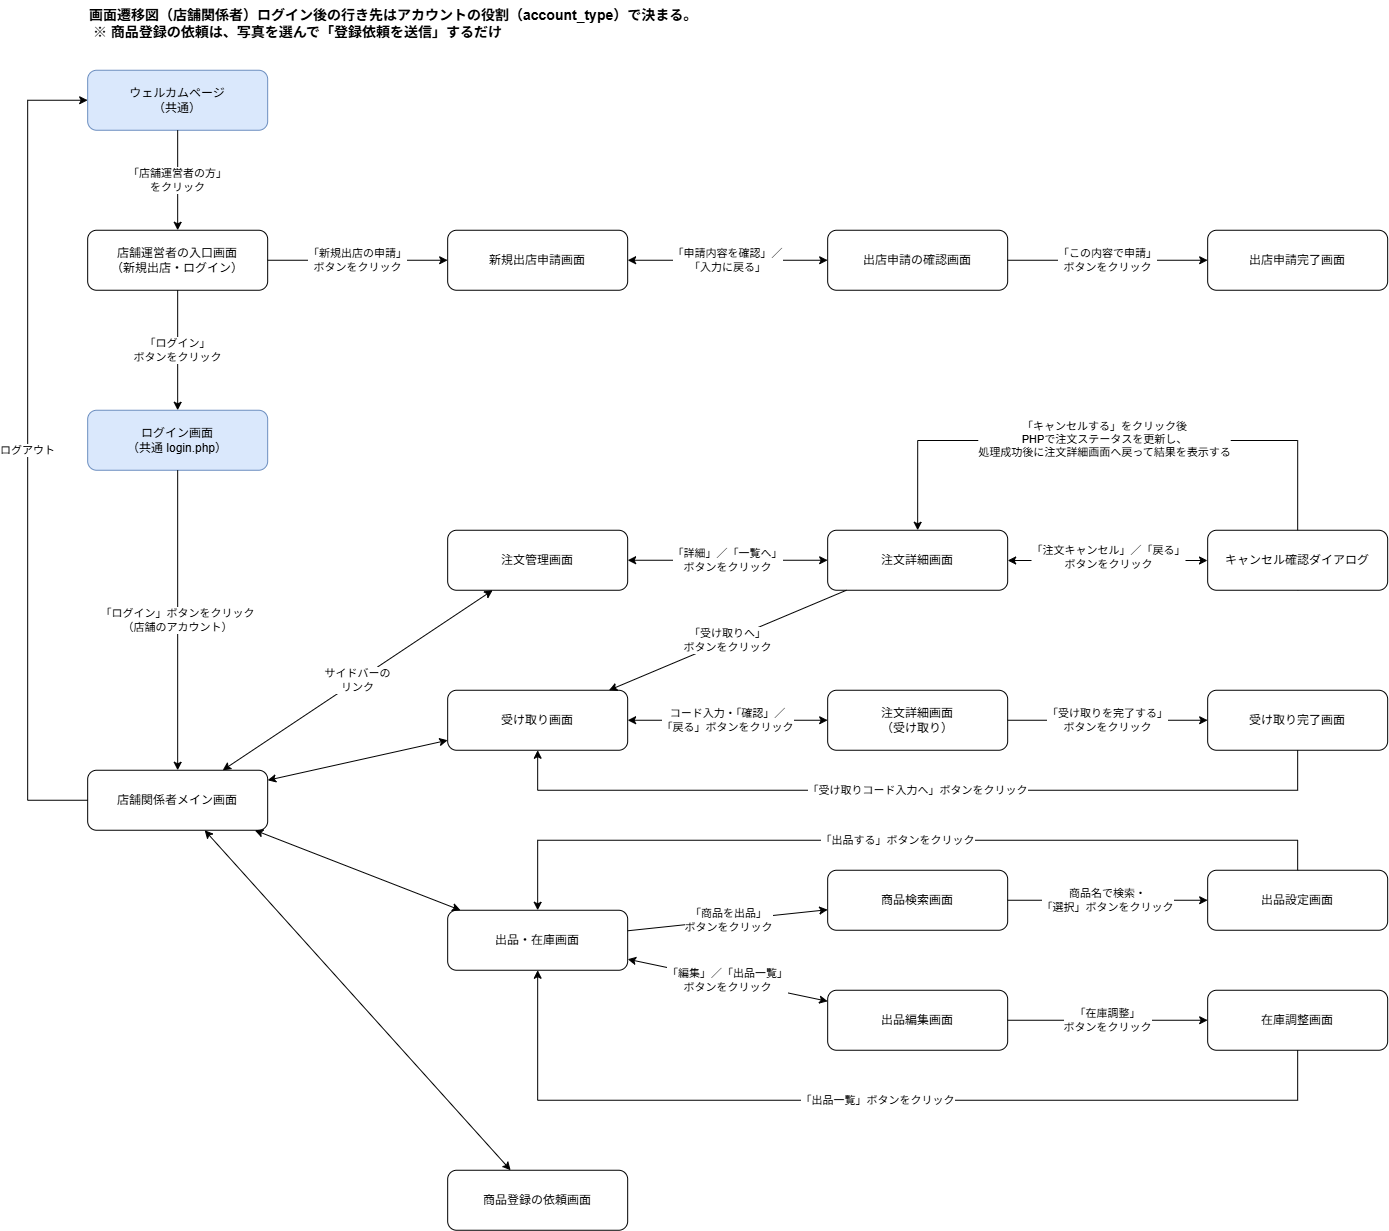 画面遷移図（店舗関係者）ログイン後の行き先はアカウントの役割（account_type）で決まる。
※ 商品登録の依頼は、写真を選んで「登録依頼を送信」するだけ
ウェルカムページ
（共通）
「店舗運営者の方」
をクリック
店舗運営者の入口画面
（新規出店・ログイン）
「新規出店の申請」
ボタンをクリック
新規出店申請画面
「申請内容を確認」／
「入力に戻る」
出店申請の確認画面
「この内容で申請」
ボタンをクリック
出店申請完了画面
「ログイン」
ボタンをクリック
ログイン画面
（共通 login.php）
ログアウト
「キャンセルする」をクリック後
PHPで注文ステータスを更新し、
処理成功後に注文詳細画面へ戻って結果を表示する
注文管理画面
「詳細」／「一覧へ」
ボタンをクリック
注文詳細画面
「注文キャンセル」／「戻る」
ボタンをクリック
キャンセル確認ダイアログ
「ログイン」ボタンをクリック
（店舗のアカウント）
「受け取りへ」
ボタンをクリック
サイドバーの
リンク
受け取り画面
コード入力・「確認」／
「戻る」ボタンをクリック
注文詳細画面
（受け取り）
「受け取りを完了する」
ボタンをクリック
受け取り完了画面
「受け取りコード入力へ」ボタンをクリック
店舗関係者メイン画面
「出品する」ボタンをクリック
商品検索画面
商品名で検索・
「選択」ボタンをクリック
出品設定画面
「商品を出品」
ボタンをクリック
出品・在庫画面
「編集」／「出品一覧」
ボタンをクリック
出品編集画面
「在庫調整」
ボタンをクリック
在庫調整画面
「出品一覧」ボタンをクリック
商品登録の依頼画面